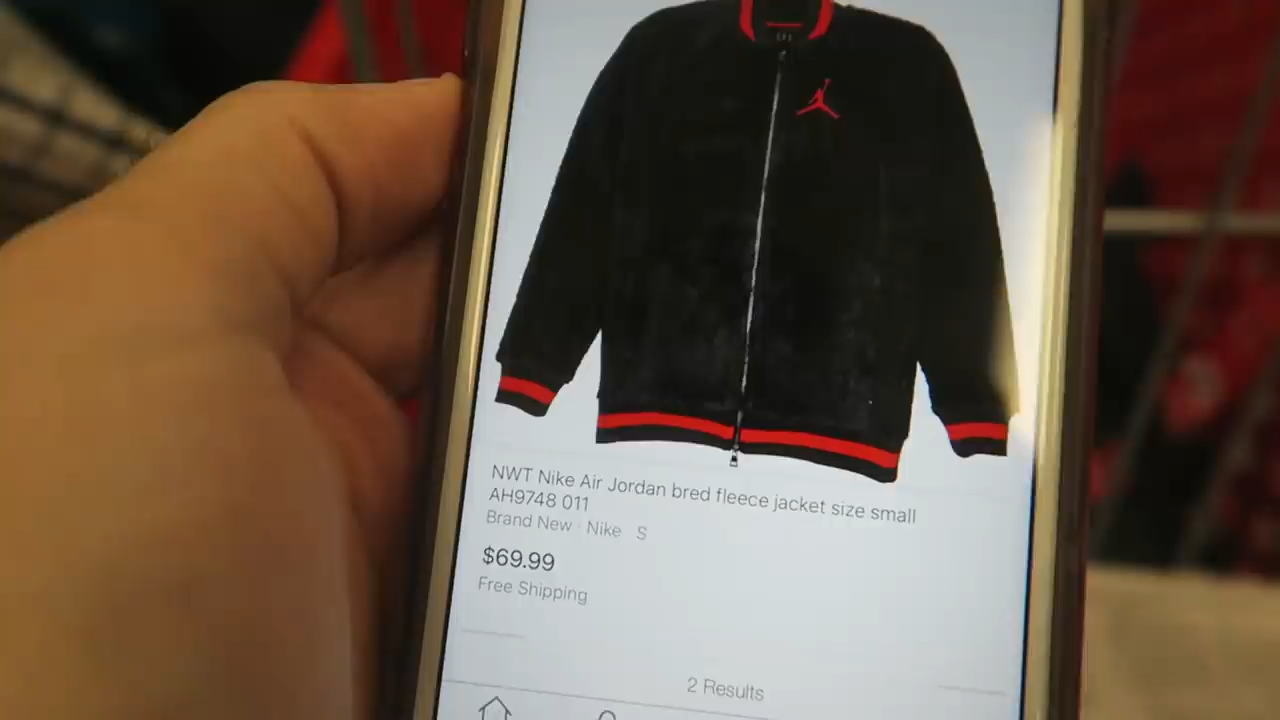 NWT Nike Air Jordan bred fleece jacket size small
AH9748 011
Brand New · Nike S
$69.99
Free Shipping
2 Results